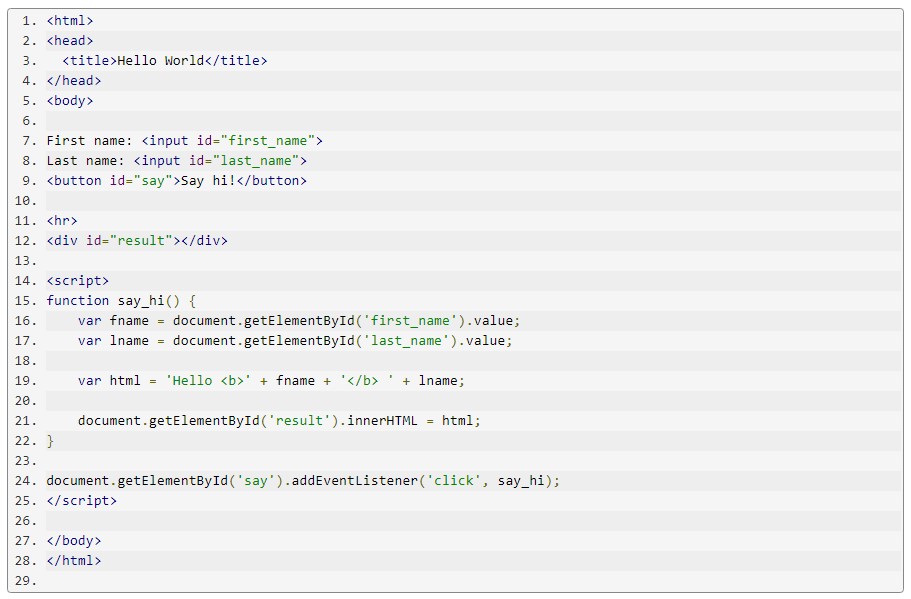 1. <html>
2. <head>
3.   <title>Hello World</title>
4. </head>
5. <body>
6.
7. First name: <input id="first_name">
8. Last name: <input id="last_name">
9. <button id="say">Say hi!</button>
10.
11. <hr>
12. <div id="result"></div>
13.
14. <script>
15. function say_hi() {
16.     var fname = document.getElementById('first_name').value;
17.     var lname = document.getElementById('last_name').value;
18.
19.     var html = 'Hello <b>' + fname + '</b> ' + lname;
20.
21.     document.getElementById('result').innerHTML = html;
22. }
23.
24. document.getElementById('say').addEventListener('click', say_hi);
25. </script>
26.
27. </body>
28. </html>
29.